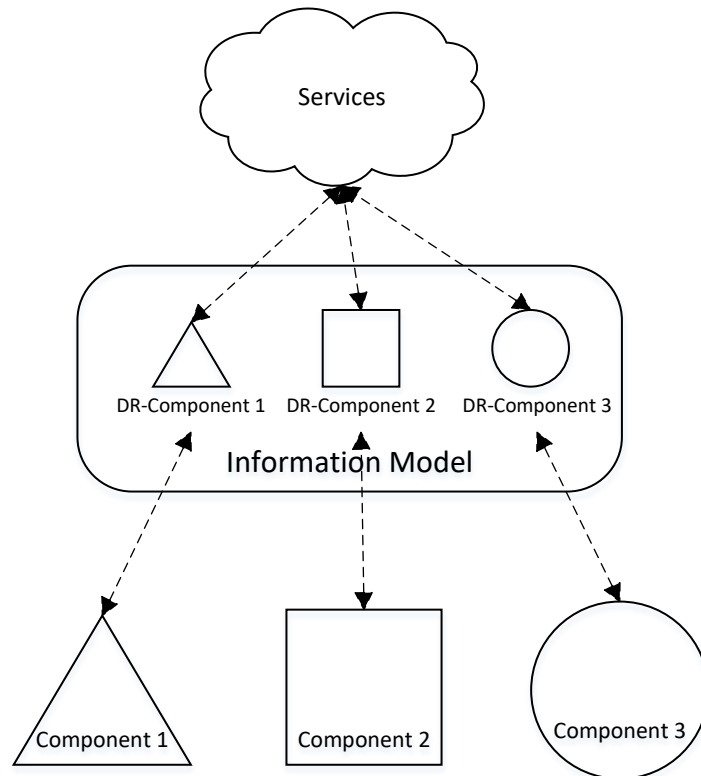 Services
DR-Component 1
DR-Component 2
DR-Component 3
Information Model
Component 1
Component 2
Component 3